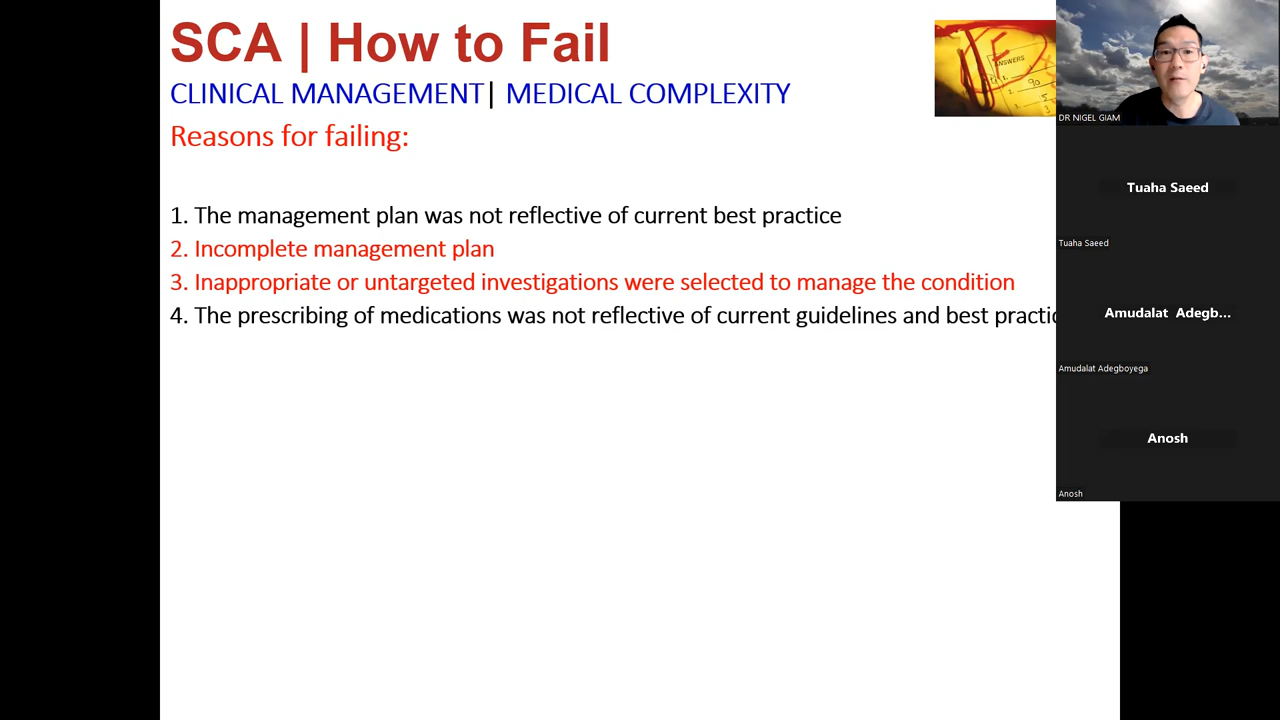 SCA | How to Fail
CLINICAL MANAGEMENT| MEDICAL COMPLEXITY
Reasons for failing:
1. The management plan was not reflective of current best practice
2. Incomplete management plan
3. Inappropriate or untargeted investigations were selected to manage the condition
4. The prescribing of medications was not reflective of current guidelines and best practic
ANSWERS
DR NIGEL GIAM
Tuaha Saeed
Tuaha Saeed
Amudalat Adegb...
Amudalat Adegboyega
Anosh
Anosh